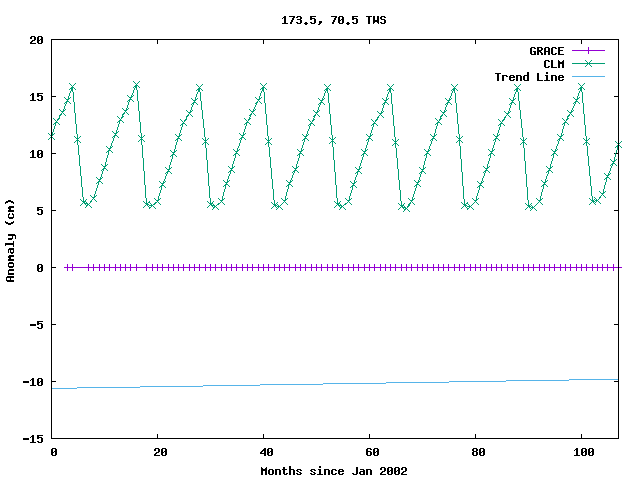 173.5, 70.5 TWS
GRACE
CLM
Trend Line
20
15
10
5
0
-5
-10
-15
Anomaly (cm)
0 20 40 60 80 100
Months since Jan 2002